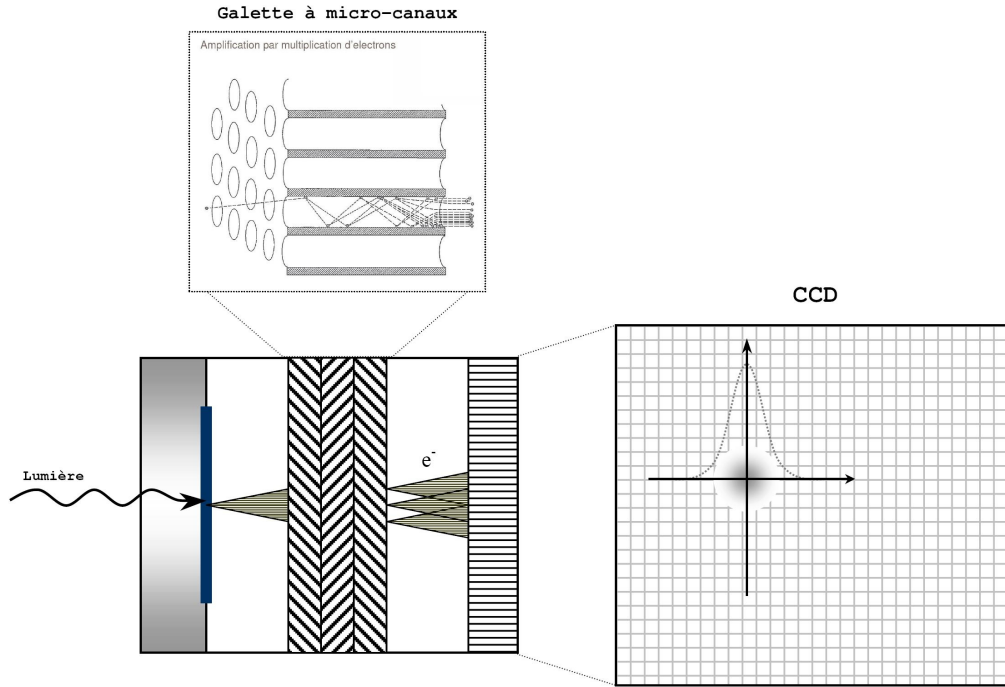 Galette à micro-canaux
Amplification par multiplication d'electrons
CCD
Lumière
e-